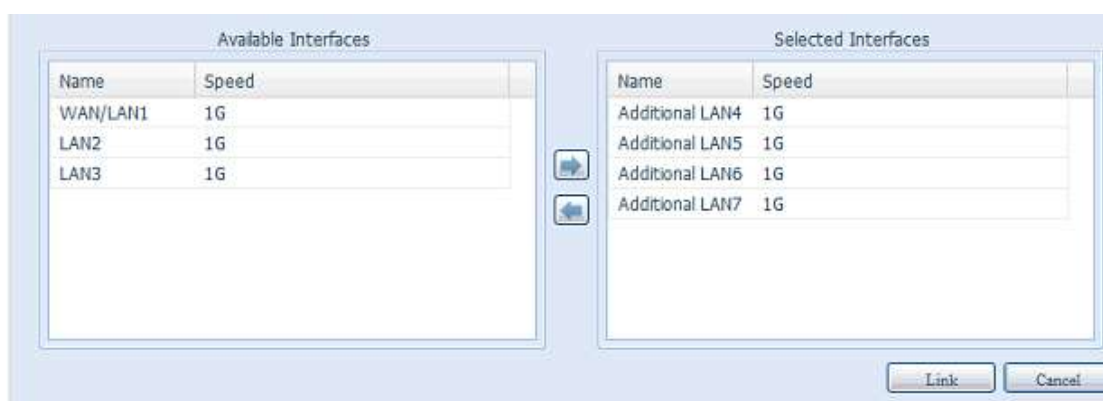 Available Interfaces
Name Speed
WAN/LAN1 1G
LAN2 1G
LAN3 1G
Selected Interfaces
Name Speed
Additional LAN4 1G
Additional LAN5 1G
Additional LAN6 1G
Additional LAN7 1G
Link Cancel